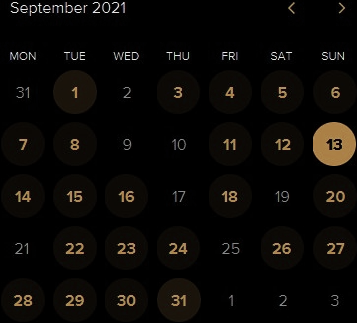 September 2021
MON TUE WED THU FRI SAT SUN
31 1 2 3 4 5 6
7 8 9 10 11 12 13
14 15 16 17 18 19 20
21 22 23 24 25 26 27
28 29 30 31 1 2 3